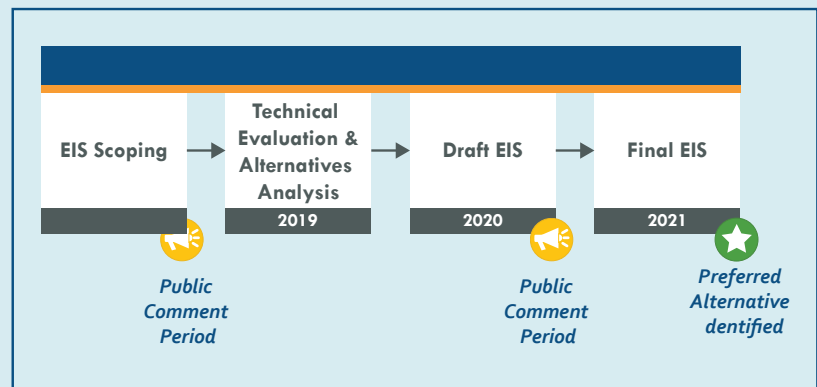 EIS Scoping
Technical
Evaluation &
Alternatives
Analysis
Draft EIS
Final EIS
2019
2020
2021
Public
Comment
Period
Public
Comment
Period
Preferred
Alternative
dentified